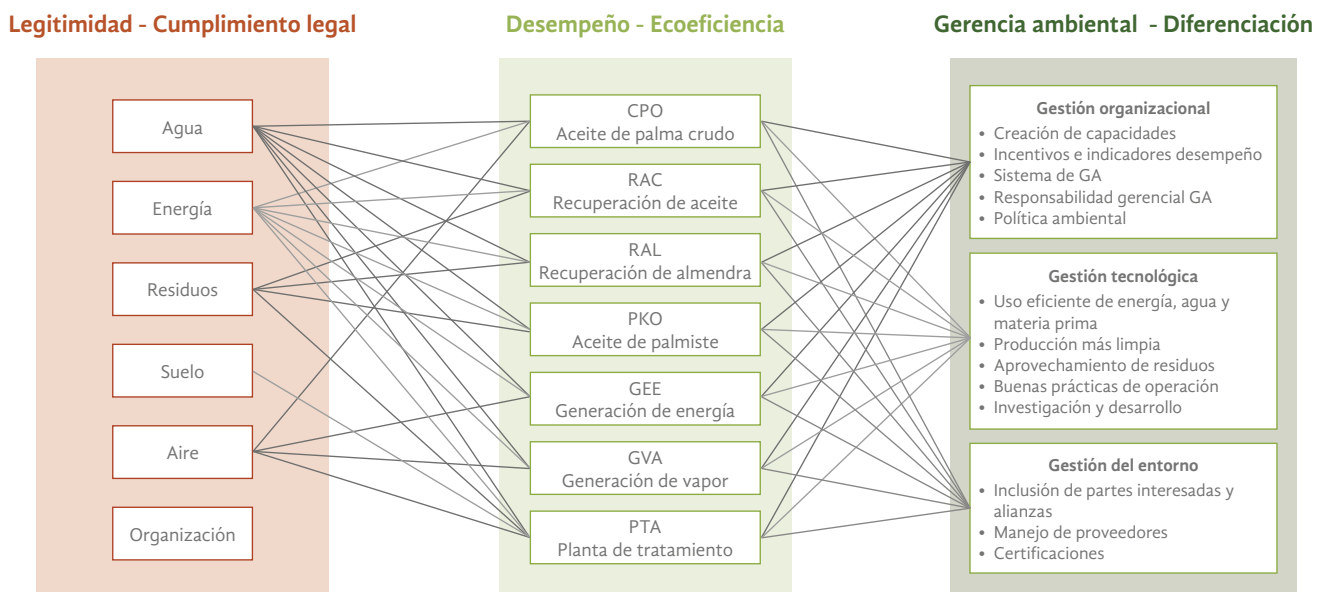 Legitimidad - Cumplimiento legal
Agua
Energía
Residuos
Suelo
Aire
Organización
Desempeño - Ecoeficiencia
CPO
Aceite de palma crudo
RAC
Recuperación de aceite
RAL
Recuperación de almendra
PKO
Aceite de palmiste
GEE
Generación de energía
GVA
Generación de vapor
PTA
Planta de tratamiento
Gerencia ambiental - Diferenciación
Gestión organizacional
• Creación de capacidades
• Incentivos e indicadores desempeño
• Sistema de GA
• Responsabilidad gerencial GA
• Política ambiental
Gestión tecnológica
• Uso eficiente de energía, agua y
materia prima
• Producción más limpia
• Aprovechamiento de residuos
• Buenas prácticas de operación
• Investigación y desarrollo
Gestión del entorno
• Inclusión de partes interesadas y
alianzas
• Manejo de proveedores
• Certificaciones